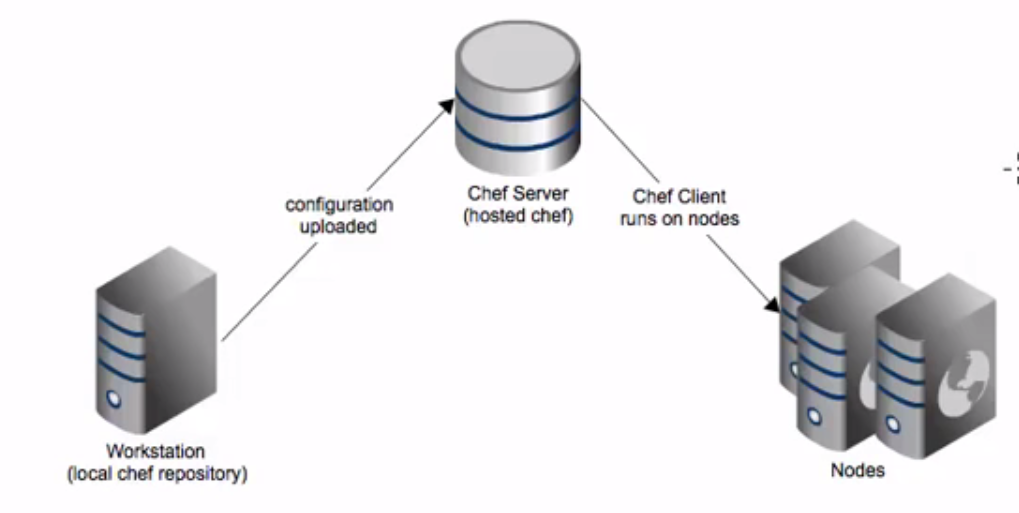 Chef Server
(hosted chef)
configuration
uploaded
Chef Client
runs on nodes
Workstation
(local chef repository)
Nodes